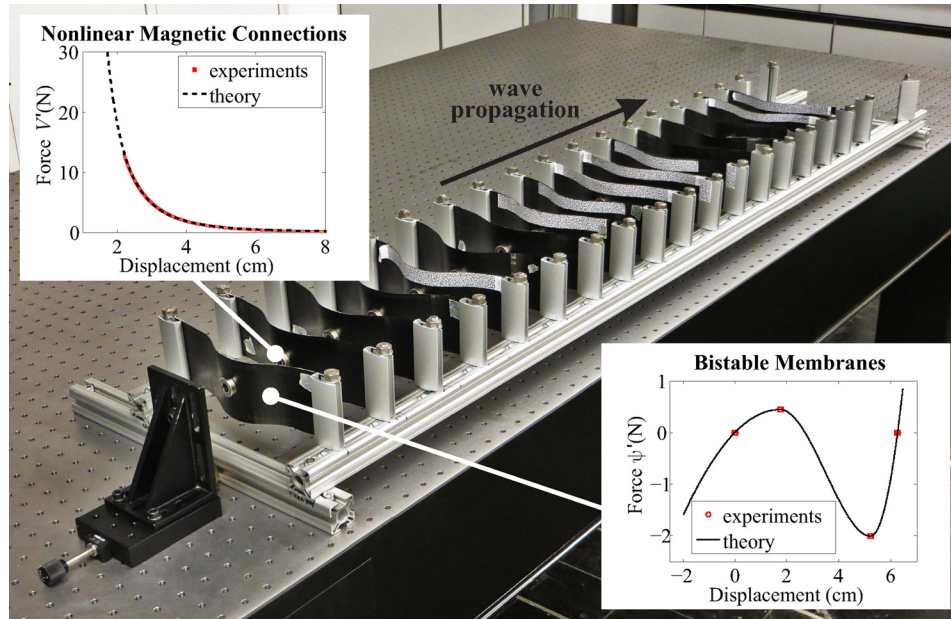 Nonlinear Magnetic Connections
30
20
10
0
Force V'(N)
experiments
theory
2
4
6
8
Displacement (cm)
wave
propagation
Bistable Membranes
1
0
−1
−2
Force ψ'(N)
experiments
theory
−2
0
2
4
6
Displacement (cm)